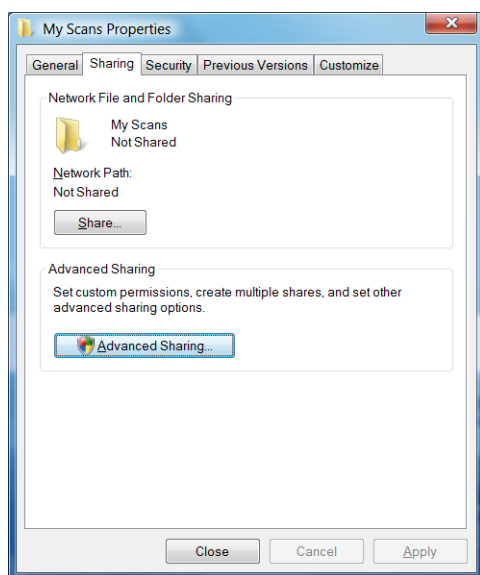 My Scans Properties
General Sharing Security Previous Versions Customize
Network File and Folder Sharing
My Scans
Not Shared
Network Path:
Not Shared
Share...
Advanced Sharing
Set custom permissions, create multiple shares, and set other
advanced sharing options.
Advanced Sharing...
Close Cancel Apply